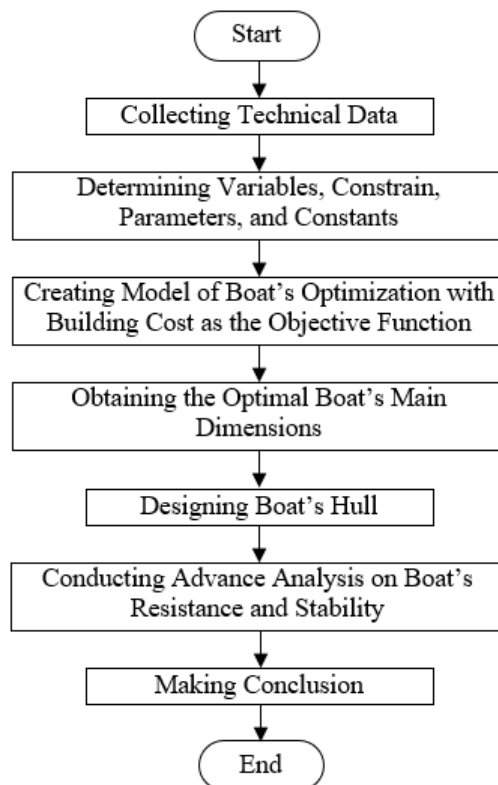 Start
Collecting Technical Data
Determining Variables, Constrain,
Parameters, and Constants
Creating Model of Boat's Optimization with
Building Cost as the Objective Function
Obtaining the Optimal Boat's Main
Dimensions
Designing Boat's Hull
Conducting Advance Analysis on Boat's
Resistance and Stability
Making Conclusion
End